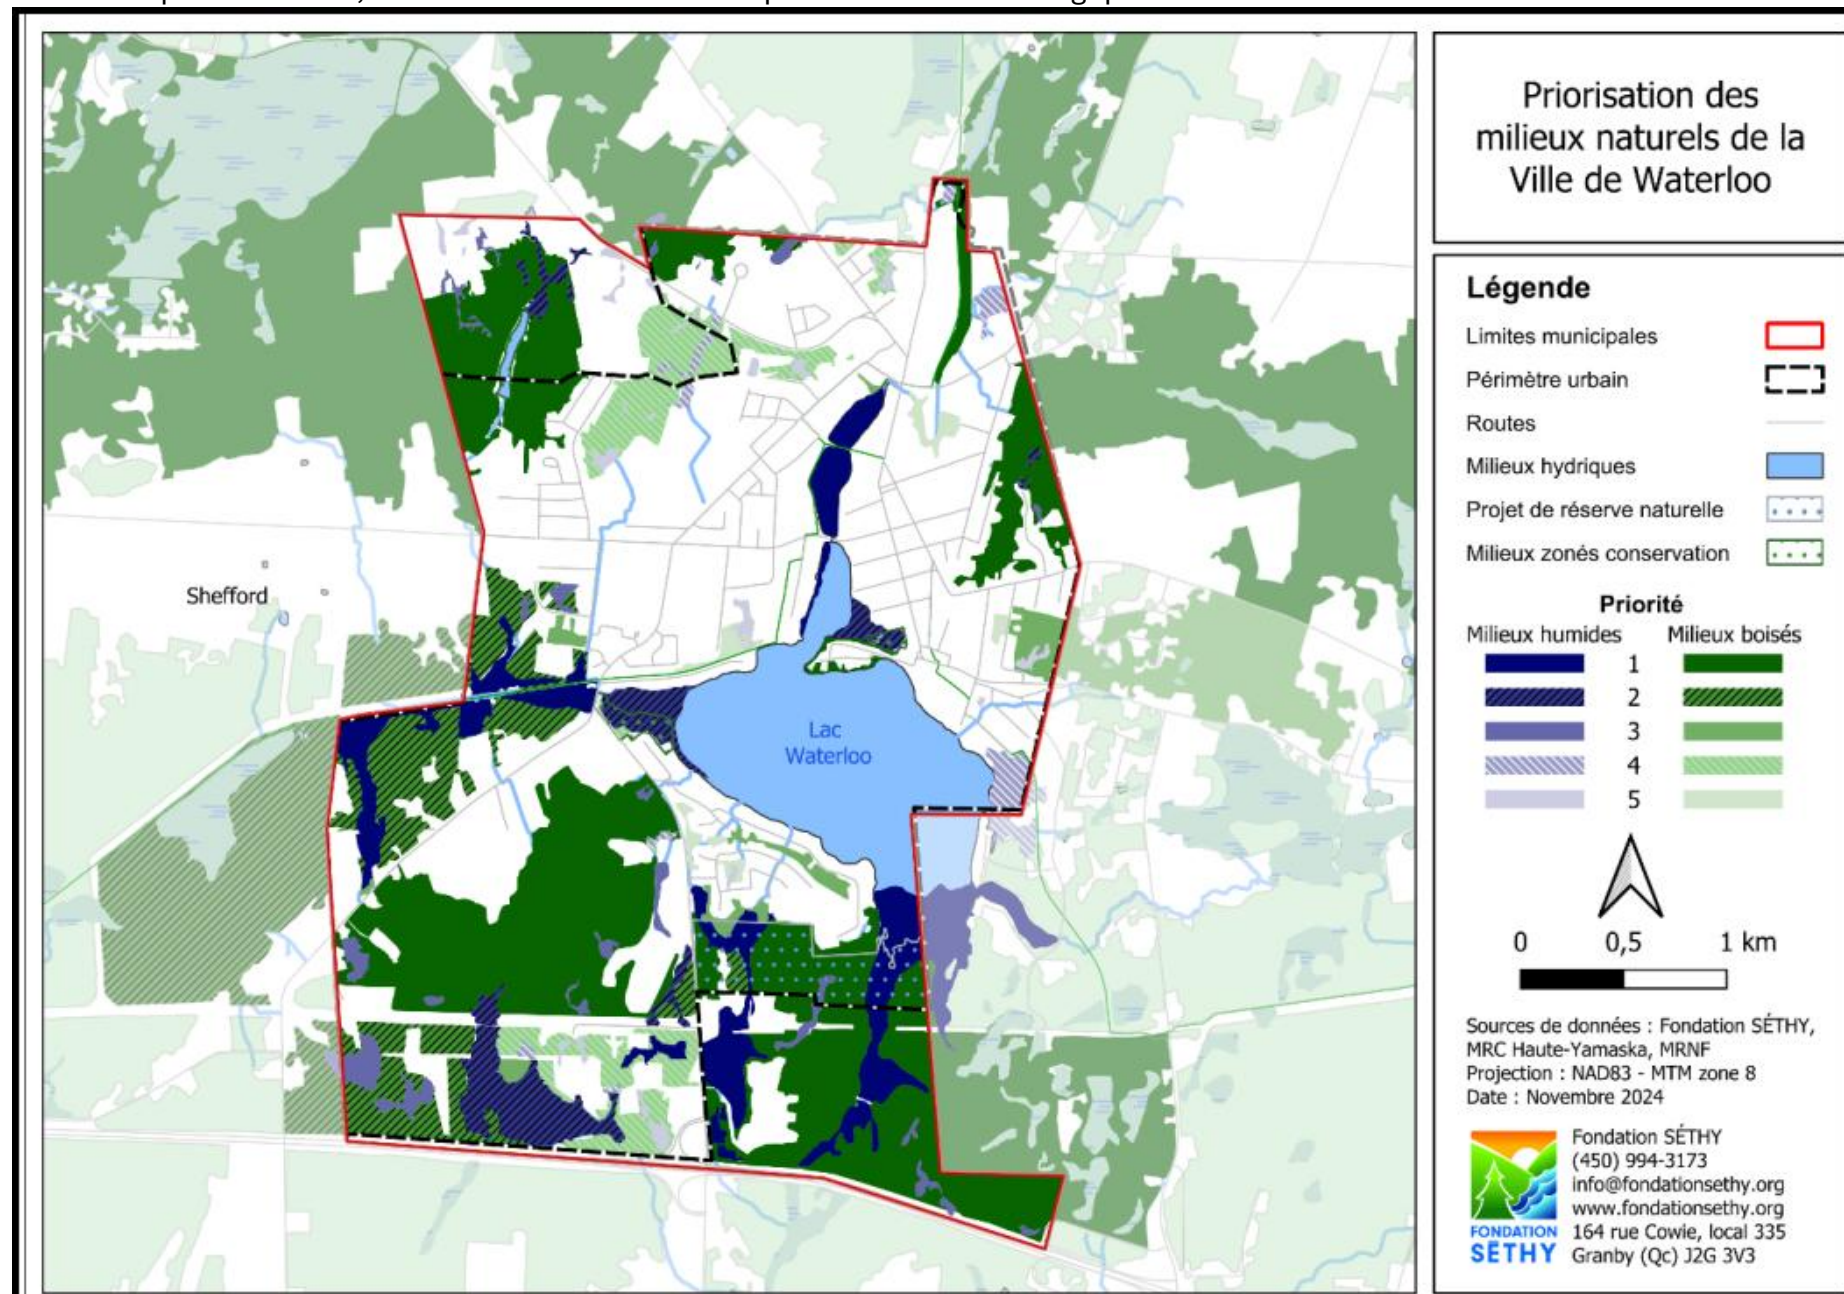 Priorisation des
milieux naturels de la
Ville de Waterloo
Légende
Limites municipales
Périmètre urbain
Routes
Milieux hydriques
Projet de réserve naturelle
Milieux zonés conservation
Priorité
Milieux humides Milieux boisés
1
2
3
4
5
0 0,5 1 km
Sources de données : Fondation SÉTHY,
MRC Haute-Yamaska, MRNF
Projection : NAD83 - MTM zone 8
Date : Novembre 2024
Fondation SÉTHY
(450) 994-3173
info@fondationsethy.org
www.fondationsethy.org
164 rue Cowie, local 335
Granby (Qc) J2G 3V3
FONDATION
SÉTHY
Shefford
Lac
Waterloo